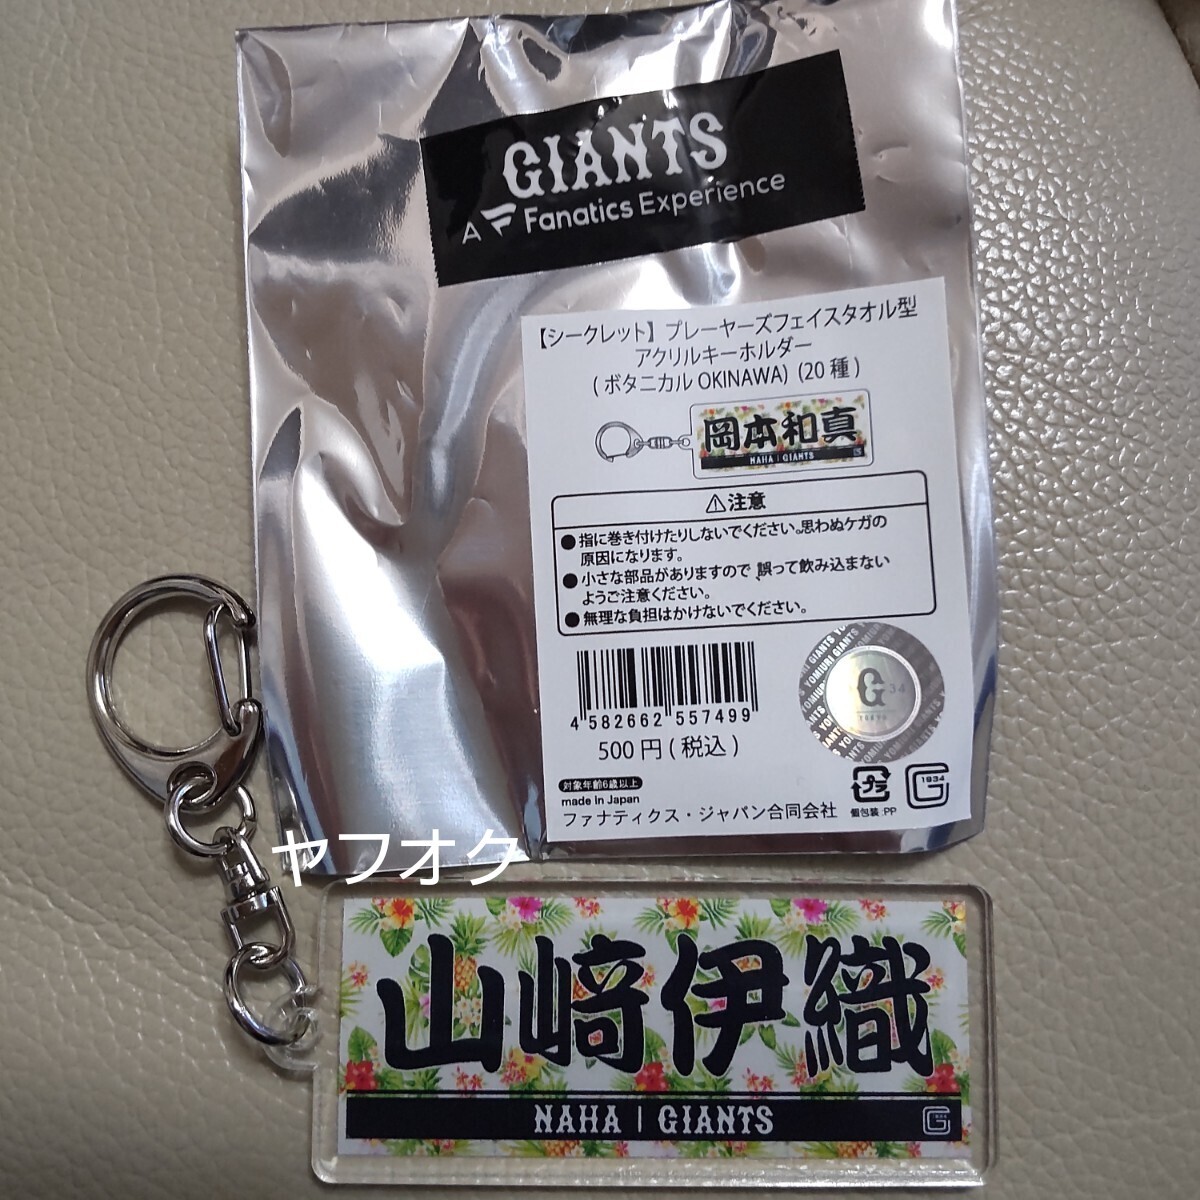 GIANTS
A Fanatics Experience
【シークレット】プレーヤーズフェイスタオル型
アクリルキーホルダー
(ボタニカル OKINAWA) (20種)
岡本和真
NAHA | GIANTS
⚠注意
●指に巻き付けたりしないでください。思わぬケガの
原因になります。
●小さな部品がありますので 誤って飲み込まない
ようご注意ください。
●無理な負担はかけないでください。
4 582662 557499
500円(税込)
YOMIURI GIANTS
G 34
TOKYO
対象年齢6歳以上
made in Japan
ファナティクス・ジャパン合同会社
プラ
個包装:PP
G 1934
ヤフオク
山﨑伊織
NAHA | GIANTS
G